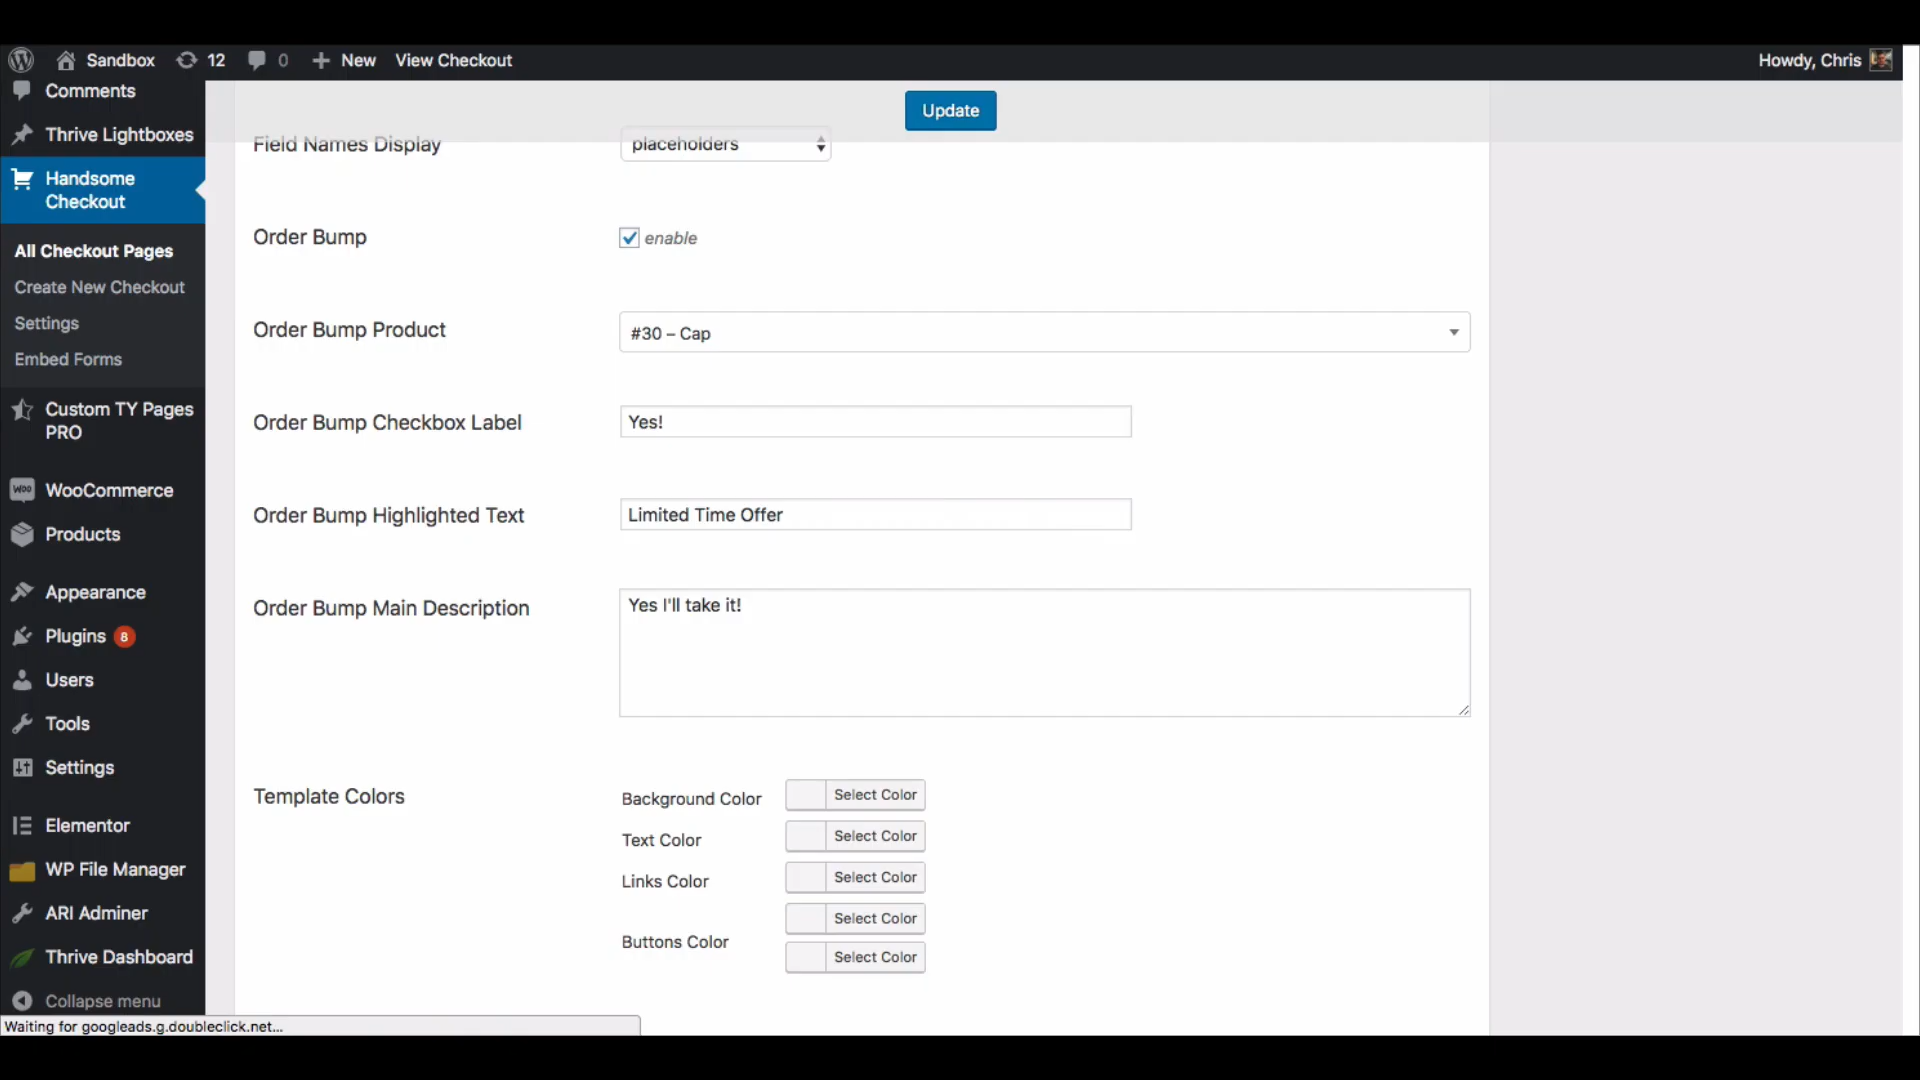 Sandbox 12 0 New View Checkout Howdy, Chris
Comments
Thrive Lightboxes
Handsome
Checkout
All Checkout Pages
Create New Checkout
Settings
Embed Forms
Custom TY Pages
PRO
WooCommerce
Products
Appearance
Plugins 8
Users
Tools
Settings
Elementor
WP File Manager
ARI Adminer
Thrive Dashboard
Collapse menu
Waiting for googleads.g.doubleclick.net...
Update
Field Names Display placeholders
Order Bump enable
Order Bump Product #30 – Cap
Order Bump Checkbox Label Yes!
Order Bump Highlighted Text Limited Time Offer
Order Bump Main Description Yes I'll take it!
Template Colors
Background Color Select Color
Text Color Select Color
Links Color Select Color
Select Color
Buttons Color
Select Color